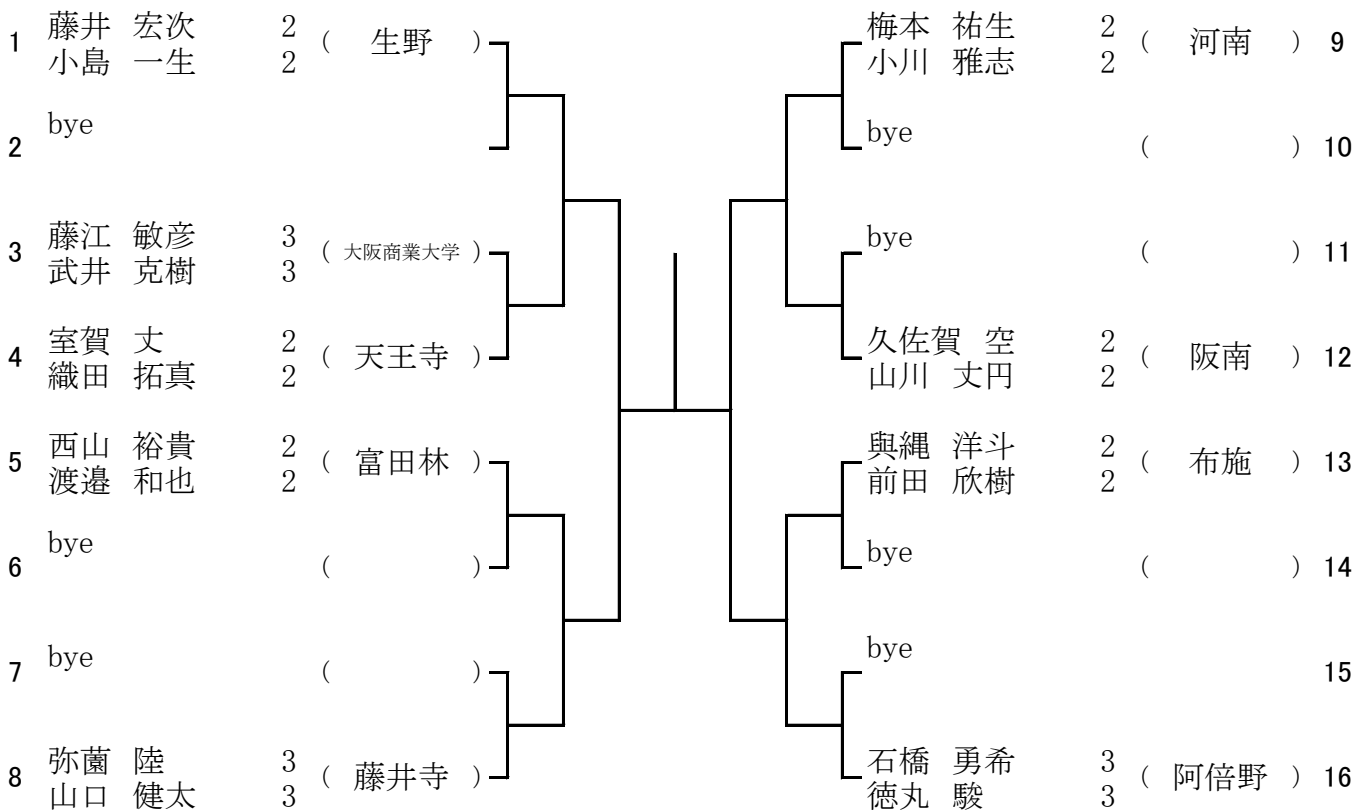 1 藤井 宏次 2 ( 生野 )
小島 一生 2
2 bye
3 藤江 敏彦 3 ( 大阪商業大学 )
武井 克樹 3
4 室賀 丈 2 ( 天王寺 )
織田 拓真 2
5 西山 裕貴 2 ( 富田林 )
渡邉 和也 2
6 bye ( )
7 bye ( )
8 弥薗 陸 3 ( 藤井寺 )
山口 健太 3
梅本 祐生 2 ( 河南 ) 9
小川 雅志 2
bye ( ) 10
bye ( ) 11
久佐賀 空 2 ( 阪南 ) 12
山川 丈円 2
與縄 洋斗 2 ( 布施 ) 13
前田 欣樹 2
bye ( ) 14
bye 15
石橋 勇希 3 ( 阿倍野 ) 16
徳丸 駿 3